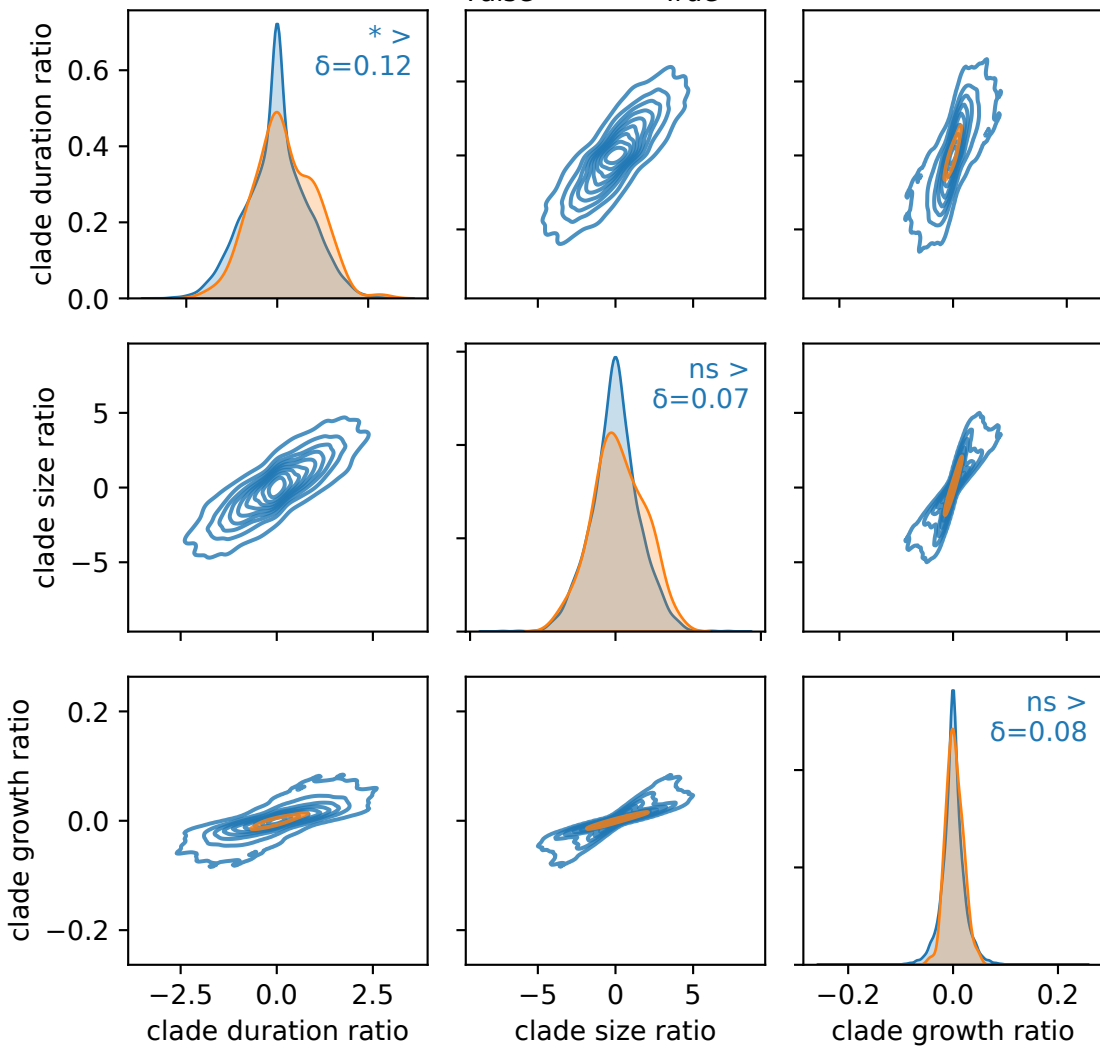 clade duration ratio
0.6
0.4
0.2
0.0
* >
δ=0.12
clade size ratio
5
0
−5
ns >
δ=0.07
clade growth ratio
0.2
0.0
−0.2
ns >
δ=0.08
−2.5 0.0 2.5
−5 0 5
−0.2 0.0 0.2
clade duration ratio
clade size ratio
clade growth ratio